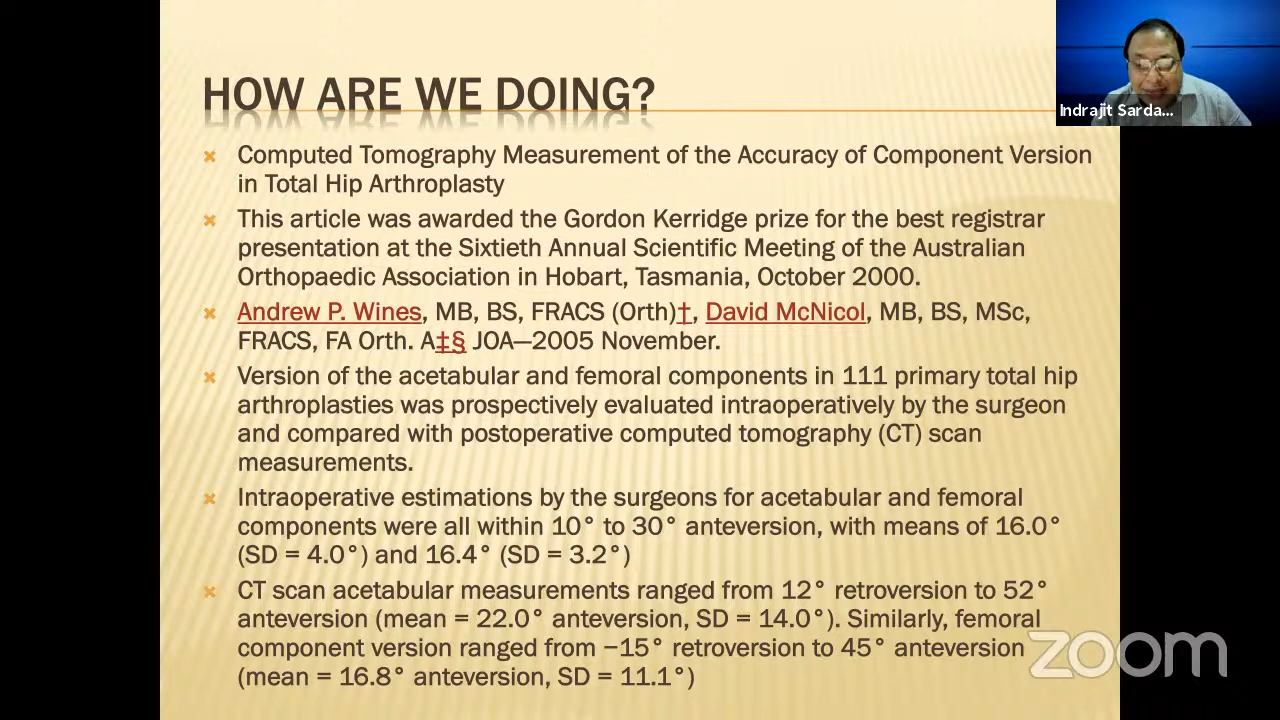 HOW ARE WE DOING?
Indrajit Sarda...
Computed Tomography Measurement of the Accuracy of Component Version
in Total Hip Arthroplasty
This article was awarded the Gordon Kerridge prize for the best registrar
presentation at the Sixtieth Annual Scientific Meeting of the Australian
Orthopaedic Association in Hobart, Tasmania, October 2000.
Andrew P. Wines, MB, BS, FRACS (Orth)†, David McNicol, MB, BS, MSc,
FRACS, FA Orth. A‡§ JOA—2005 November.
Version of the acetabular and femoral components in 111 primary total hip
arthroplasties was prospectively evaluated intraoperatively by the surgeon
and compared with postoperative computed tomography (CT) scan
measurements.
Intraoperative estimations by the surgeons for acetabular and femoral
components were all within 10° to 30° anteversion, with means of 16.0°
(SD = 4.0°) and 16.4° (SD = 3.2°)
CT scan acetabular measurements ranged from 12° retroversion to 52°
anteversion (mean = 22.0° anteversion, SD = 14.0°). Similarly, femoral
component version ranged from −15° retroversion to 45° anteversion
(mean = 16.8° anteversion, SD = 11.1°)
zoom